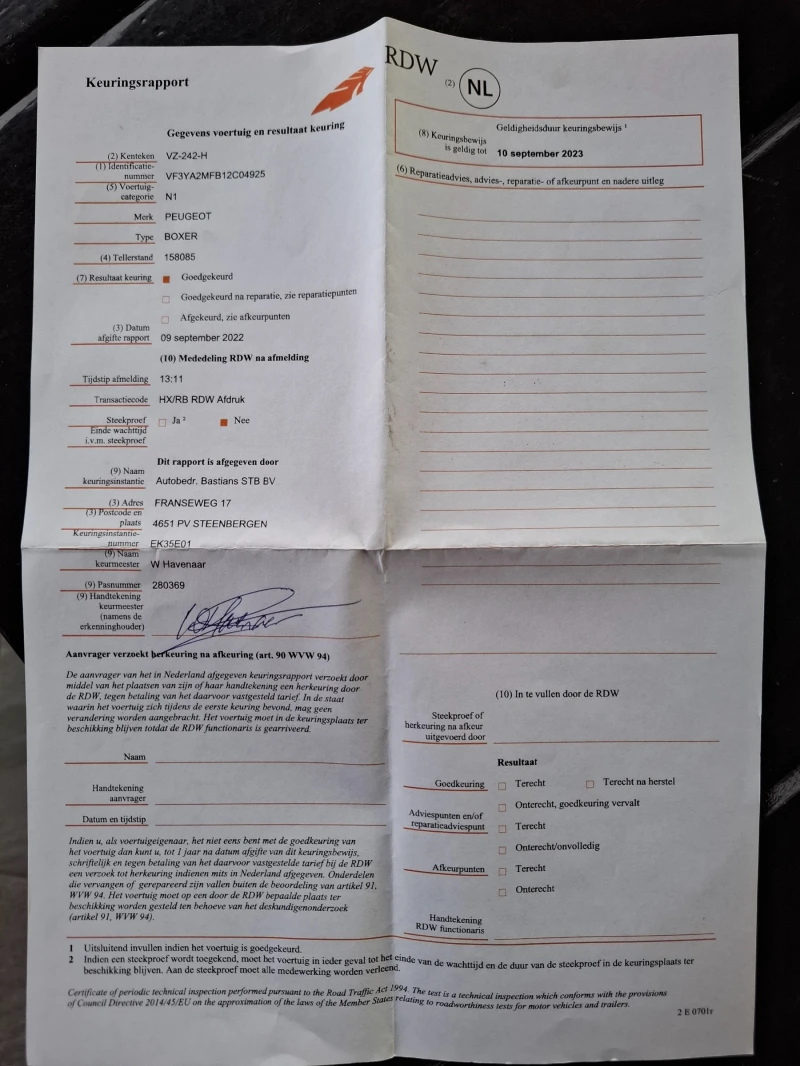 Keuringsrapport
RDW
(2) NL
Gegevens voertuig en resultaat keuring
(2) Kenteken VZ-242-H
(1) Identificatie-
nummer VF3YA2MFB12C04925
(5) Voertuig-
categorie N1
Merk PEUGEOT
Type BOXER
(4) Tellerstand 158085
(7) Resultaat keuring Goedgekeurd
Goedgekeurd na reparatie, zie reparatiepunten
Afgekeurd, zie afkeurpunten
(3) Datum
afgifte rapport 09 september 2022
(10) Mededeling RDW na afmelding
Tijdstip afmelding 13:11
Transactiecode HX/RB RDW Afdruk
Steekproef Ja ² Nee
Einde wachttijd
i.v.m. steekproef
Dit rapport is afgegeven door
(9) Naam
keuringsinstantie Autobedr. Bastians STB BV
(3) Adres FRANSEWEG 17
(3) Postcode en
plaats 4651 PV STEENBERGEN
Keuringsinstantie-
nummer EK35E01
(9) Naam
keurmeester W Havenaar
(9) Pasnummer 280369
(9) Handtekening
keurmeester
(namens de
erkenninghouder)
Aanvrager verzoekt herkeuring na afkeuring (art. 90 WVW 94)
De aanvrager van het in Nederland afgegeven keuringsrapport verzoekt door
middel van het plaatsen van zijn of haar handtekening een herkeuring door
de RDW, tegen betaling van het daarvoor vastgesteld tarief. In de staat
waarin het voertuig zich tijdens de eerste keuring bevond, mag geen
verandering worden aangebracht. Het voertuig moet in de keuringsplaats ter
beschikking blijven totdat de RDW functionaris is gearriveerd.
Naam
Handtekening
aanvrager
Datum en tijdstip
Indien u, als voertuigeigenaar, het niet eens bent met de goedkeuring van
het voertuig dan kunt u, tot 1 jaar na datum afgifte van dit keuringsbewijs,
schriftelijk en tegen betaling van het daarvoor vastgestelde tarief bij de RDW
een verzoek tot herkeuring indienen mits in Nederland afgegeven. Onderdelen
die vervangen of gerepareerd zijn vallen buiten de beoordeling van artikel 91,
WVW 94. Het voertuig moet op een door de RDW bepaalde plaats ter
beschikking worden gesteld ten behoeve van het deskundigenonderzoek
(artikel 91, WVW 94).
Geldigheidsduur keuringsbewijs ¹
(8) Keuringsbewijs
is geldig tot 10 september 2023
(6) Reparatieadvies, advies-, reparatie- of afkeurpunt en nadere uitleg
(10) In te vullen door de RDW
Steekproef of
herkeuring na afkeur
uitgevoerd door
Resultaat
Goedkeuring Terecht Terecht na herstel
Onterecht, goedkeuring vervalt
Adviespunten en/of
reparatieadviespunt Terecht
Onterecht/onvolledig
Afkeurpunten Terecht
Onterecht
Handtekening
RDW functionaris
1 Uitsluitend invullen indien het voertuig is goedgekeurd.
2 Indien een steekproef wordt toegekend, moet het voertuig in ieder geval tot het einde van de wachttijd en de duur van de steekproef in de keuringsplaats ter
beschikking blijven. Aan de steekproef moet alle medewerking worden verleend.
Certificate of periodic technical inspection performed pursuant to the Road Traffic Act 1994. The test is a technical inspection which conforms with the provisions
of Council Directive 2014/45/EU on the approximation of the laws of the Member States relating to roadworthiness tests for motor vehicles and trailers.
2 E 0701r